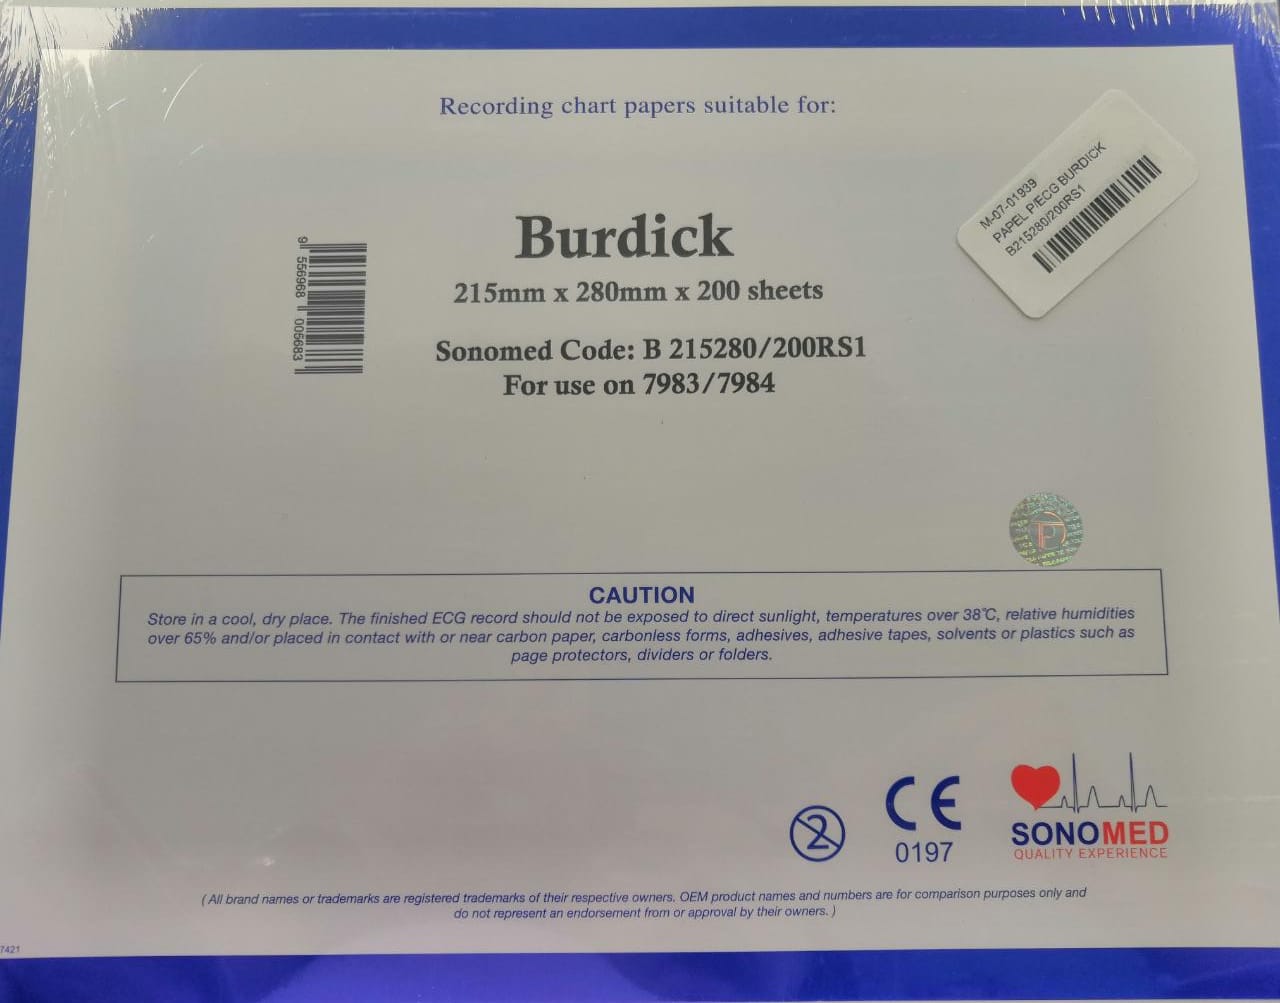 Recording chart papers suitable for:
M-07-01939
PAPEL P/ECG BURDICK
B215280/200RS1
Burdick
215mm x 280mm x 200 sheets
9 556968 005683
Sonomed Code: B 215280/200RS1
For use on 7983/7984
CAUTION
Store in a cool, dry place. The finished ECG record should not be exposed to direct sunlight, temperatures over 38℃, relative humidities
over 65% and/or placed in contact with or near carbon paper, carbonless forms, adhesives, adhesive tapes, solvents or plastics such as
page protectors, dividers or folders.
2
CE
0197
SONOMED
QUALITY EXPERIENCE
( All brand names or trademarks are registered trademarks of their respective owners. OEM product names and numbers are for comparison purposes only and
do not represent an endorsement from or approval by their owners. )
7421